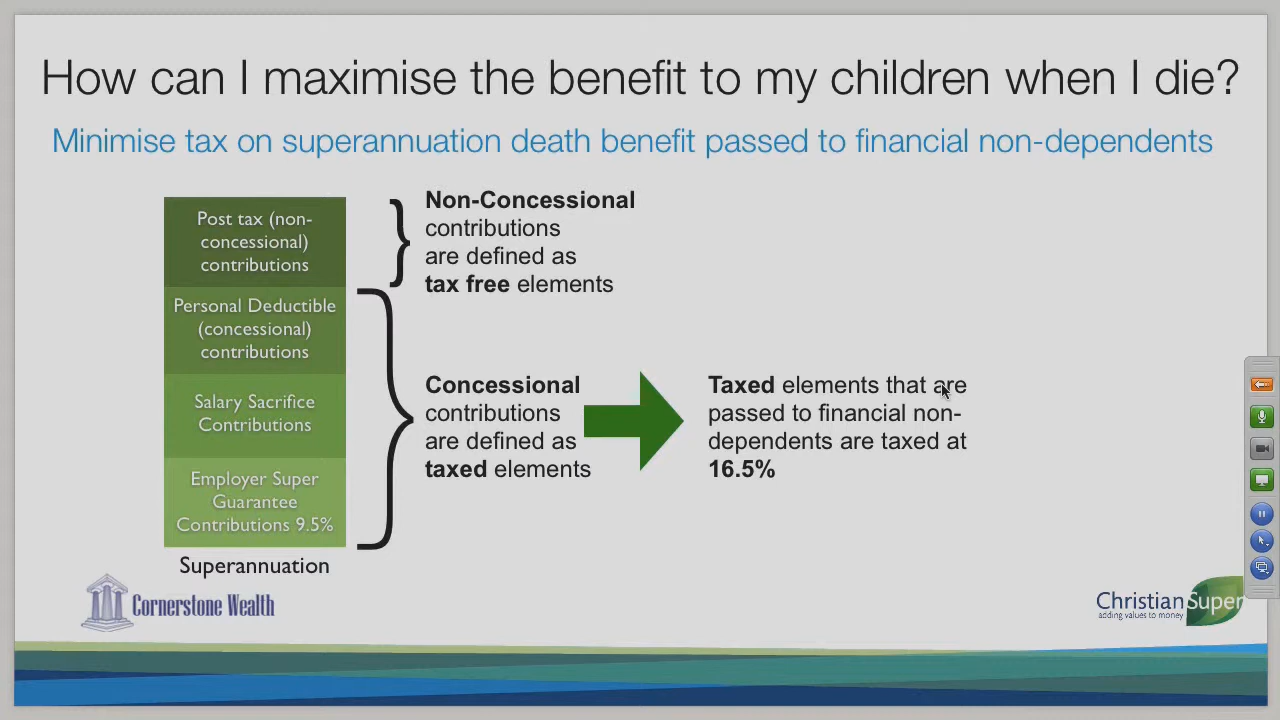 How can I maximise the benefit to my children when I die?
Minimise tax on superannuation death benefit passed to financial non-dependents
Post tax (non-
concessional)
contributions
Personal Deductible
(concessional)
contributions
Salary Sacrifice
Contributions
Employer Super
Guarantee
Contributions 9.5%
Superannuation
Non-Concessional
contributions
are defined as
tax free elements
Concessional
contributions
are defined as
taxed elements
Taxed elements that are
passed to financial non-
dependents are taxed at
16.5%
Cornerstone Wealth
ChristianSuper
adding values to money